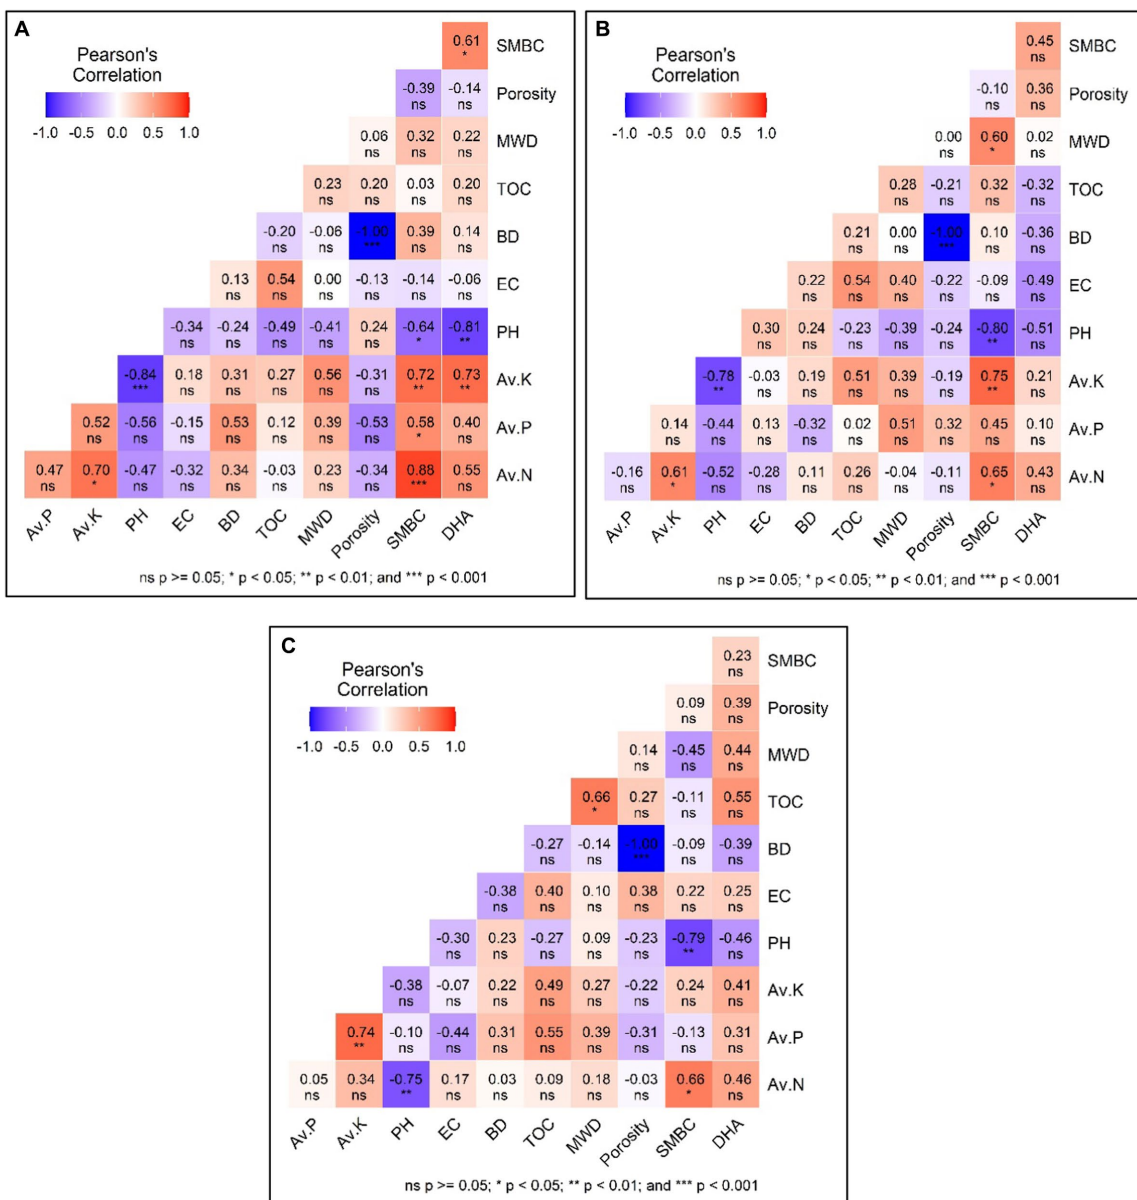 A
Pearson's
Correlation
-1.0 -0.5 0.0 0.5 1.0
0.61 SMBC
*
-0.39 -0.14 Porosity
ns ns
0.06 0.32 0.22 MWD
ns ns ns
0.23 0.20 0.03 0.20 TOC
ns ns ns ns
-0.20 -0.06 -1.00 0.39 0.14 BD
ns ns *** ns ns
0.13 0.54 0.00 -0.13 -0.14 -0.06 EC
ns ns ns ns ns ns
-0.34 -0.24 -0.49 -0.41 0.24 -0.64 -0.81 PH
ns ns ns ns ns * **
-0.84 0.18 0.31 0.27 0.56 -0.31 0.72 0.73 Av.K
*** ns ns ns ns ns ** **
0.52 -0.56 -0.15 0.53 0.12 0.39 -0.53 0.58 0.40 Av.P
ns ns ns ns ns ns ns * ns
0.47 0.70 -0.47 -0.32 0.34 -0.03 0.23 -0.34 0.88 0.55 Av.N
ns * ns ns ns ns ns ns *** ns
Av.P Av.K PH EC BD TOC MWD Porosity SMBC DHA
ns p >= 0.05; * p < 0.05; ** p < 0.01; and *** p < 0.001
B
Pearson's
Correlation
-1.0 -0.5 0.0 0.5 1.0
0.45 SMBC
ns
-0.10 0.36 Porosity
ns ns
0.00 0.60 0.02 MWD
ns * ns
0.28 -0.21 0.32 -0.32 TOC
ns ns ns ns
0.21 0.00 -1.00 0.10 -0.36 BD
ns ns *** ns ns
0.22 0.54 0.40 -0.22 -0.09 -0.49 EC
ns ns ns ns ns ns
0.30 0.24 -0.23 -0.39 -0.24 -0.80 -0.51 PH
ns ns ns ns ns ** ns
-0.78 -0.03 0.19 0.51 0.39 -0.19 0.75 0.21 Av.K
** ns ns ns ns ns ** ns
0.14 -0.44 0.13 -0.32 0.02 0.51 0.32 0.45 0.10 Av.P
ns ns ns ns ns ns ns ns ns
-0.16 0.61 -0.52 -0.28 0.11 0.26 -0.04 -0.11 0.65 0.43 Av.N
ns * ns ns ns ns ns ns * ns
Av.P Av.K PH EC BD TOC MWD Porosity SMBC DHA
ns p >= 0.05; * p < 0.05; ** p < 0.01; and *** p < 0.001
C
Pearson's
Correlation
-1.0 -0.5 0.0 0.5 1.0
0.23 SMBC
ns
0.09 0.39 Porosity
ns ns
0.14 -0.45 0.44 MWD
ns ns ns
0.66 0.27 -0.11 0.55 TOC
* ns ns ns
-0.27 -0.14 -1.00 -0.09 -0.39 BD
ns ns *** ns ns
-0.38 0.40 0.10 0.38 0.22 0.25 EC
ns ns ns ns ns ns
-0.30 0.23 -0.27 0.09 -0.23 -0.79 -0.46 PH
ns ns ns ns ns ** ns
-0.38 -0.07 0.22 0.49 0.27 -0.22 0.24 0.41 Av.K
ns ns ns ns ns ns ns ns
0.74 -0.10 -0.44 0.31 0.55 0.39 -0.31 -0.13 0.31 Av.P
** ns ns ns ns ns ns ns ns
0.05 0.34 -0.75 0.17 0.03 0.09 0.18 -0.03 0.66 0.46 Av.N
ns ns ** ns ns ns ns ns * ns
Av.P Av.K PH EC BD TOC MWD Porosity SMBC DHA
ns p >= 0.05; * p < 0.05; ** p < 0.01; and *** p < 0.001